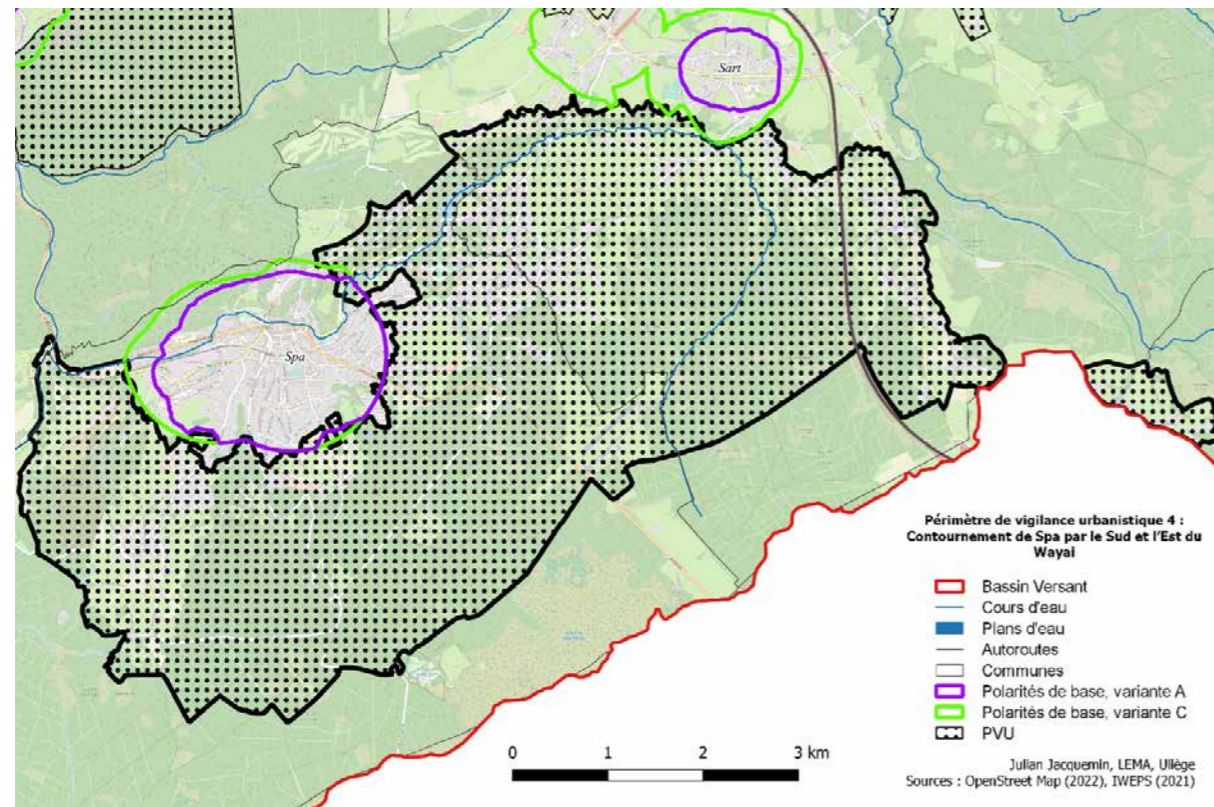 Sart
Spa
Périmètre de vigilance urbanistique 4 :
Contournement de Spa par le Sud et l'Est du
Wayai
Bassin Versant
Cours d'eau
Plans d'eau
Autoroutes
Communes
Polarités de base, variante A
Polarités de base, variante C
PVU
0 1 2 3 km
Julian Jacquemin, LEMA, Uliège
Sources : OpenStreet Map (2022), IWEPS (2021)